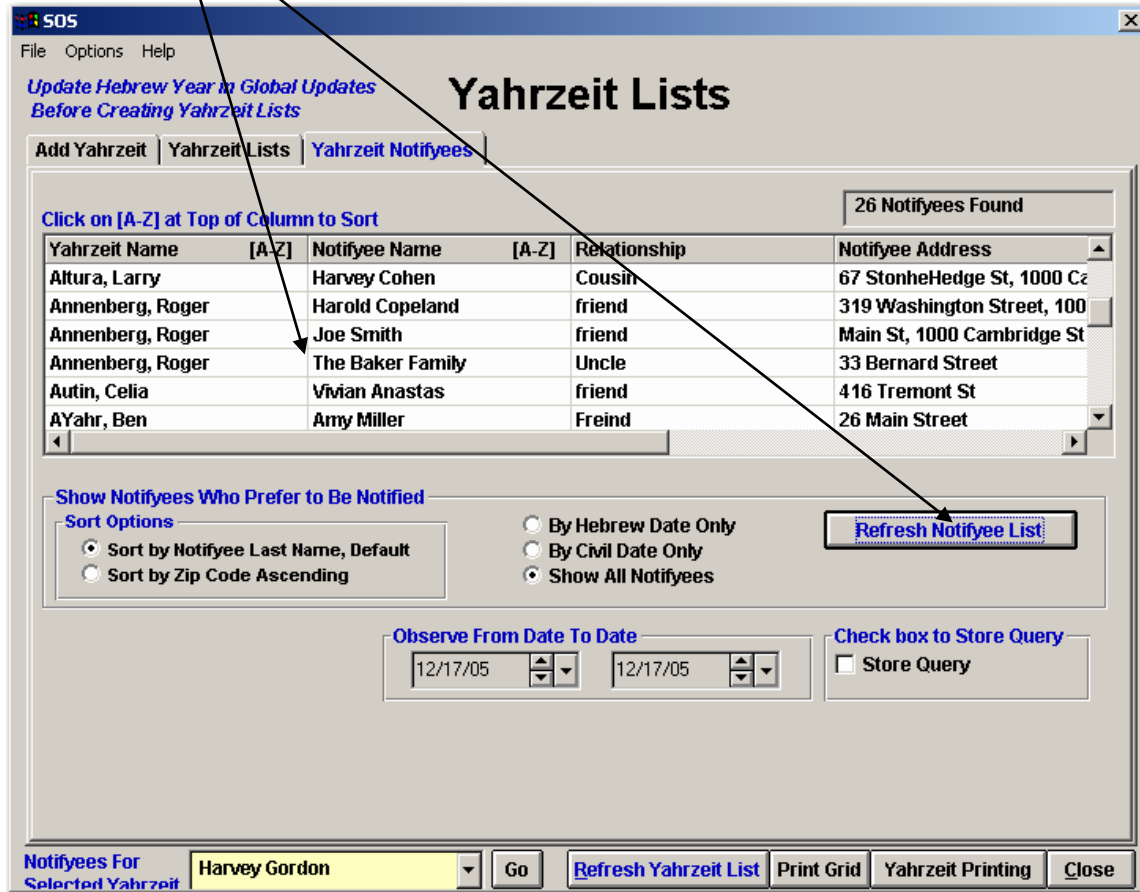 SOS
File Options Help
Update Hebrew Year in Global Updates
Before Creating Yahrzeit Lists
Yahrzeit Lists
Add Yahrzeit Yahrzeit Lists Yahrzeit Notifyees
26 Notifyees Found
Click on [A-Z] at Top of Column to Sort
Yahrzeit Name [A-Z] Notifyee Name [A-Z] Relationship Notifyee Address
Altura, Larry Harvey Cohen Cousin 67 StonheHedge St, 1000 Ca
Annenberg, Roger Harold Copeland friend 319 Washington Street, 100
Annenberg, Roger Joe Smith friend Main St, 1000 Cambridge St
Annenberg, Roger The Baker Family Uncle 33 Bernard Street
Autin, Celia Vivian Anastas friend 416 Tremont St
AYahr, Ben Amy Miller Freind 26 Main Street
Show Notifyees Who Prefer to Be Notified
Sort Options
Sort by Notifyee Last Name, Default
Sort by Zip Code Ascending
By Hebrew Date Only
By Civil Date Only
Show All Notifyees
Refresh Notifyee List
Observe From Date To Date
12/17/05 12/17/05
Check box to Store Query
Store Query
Notifyees For
Selected Yahrzeit
Harvey Gordon
Go Refresh Yahrzeit List Print Grid Yahrzeit Printing Close